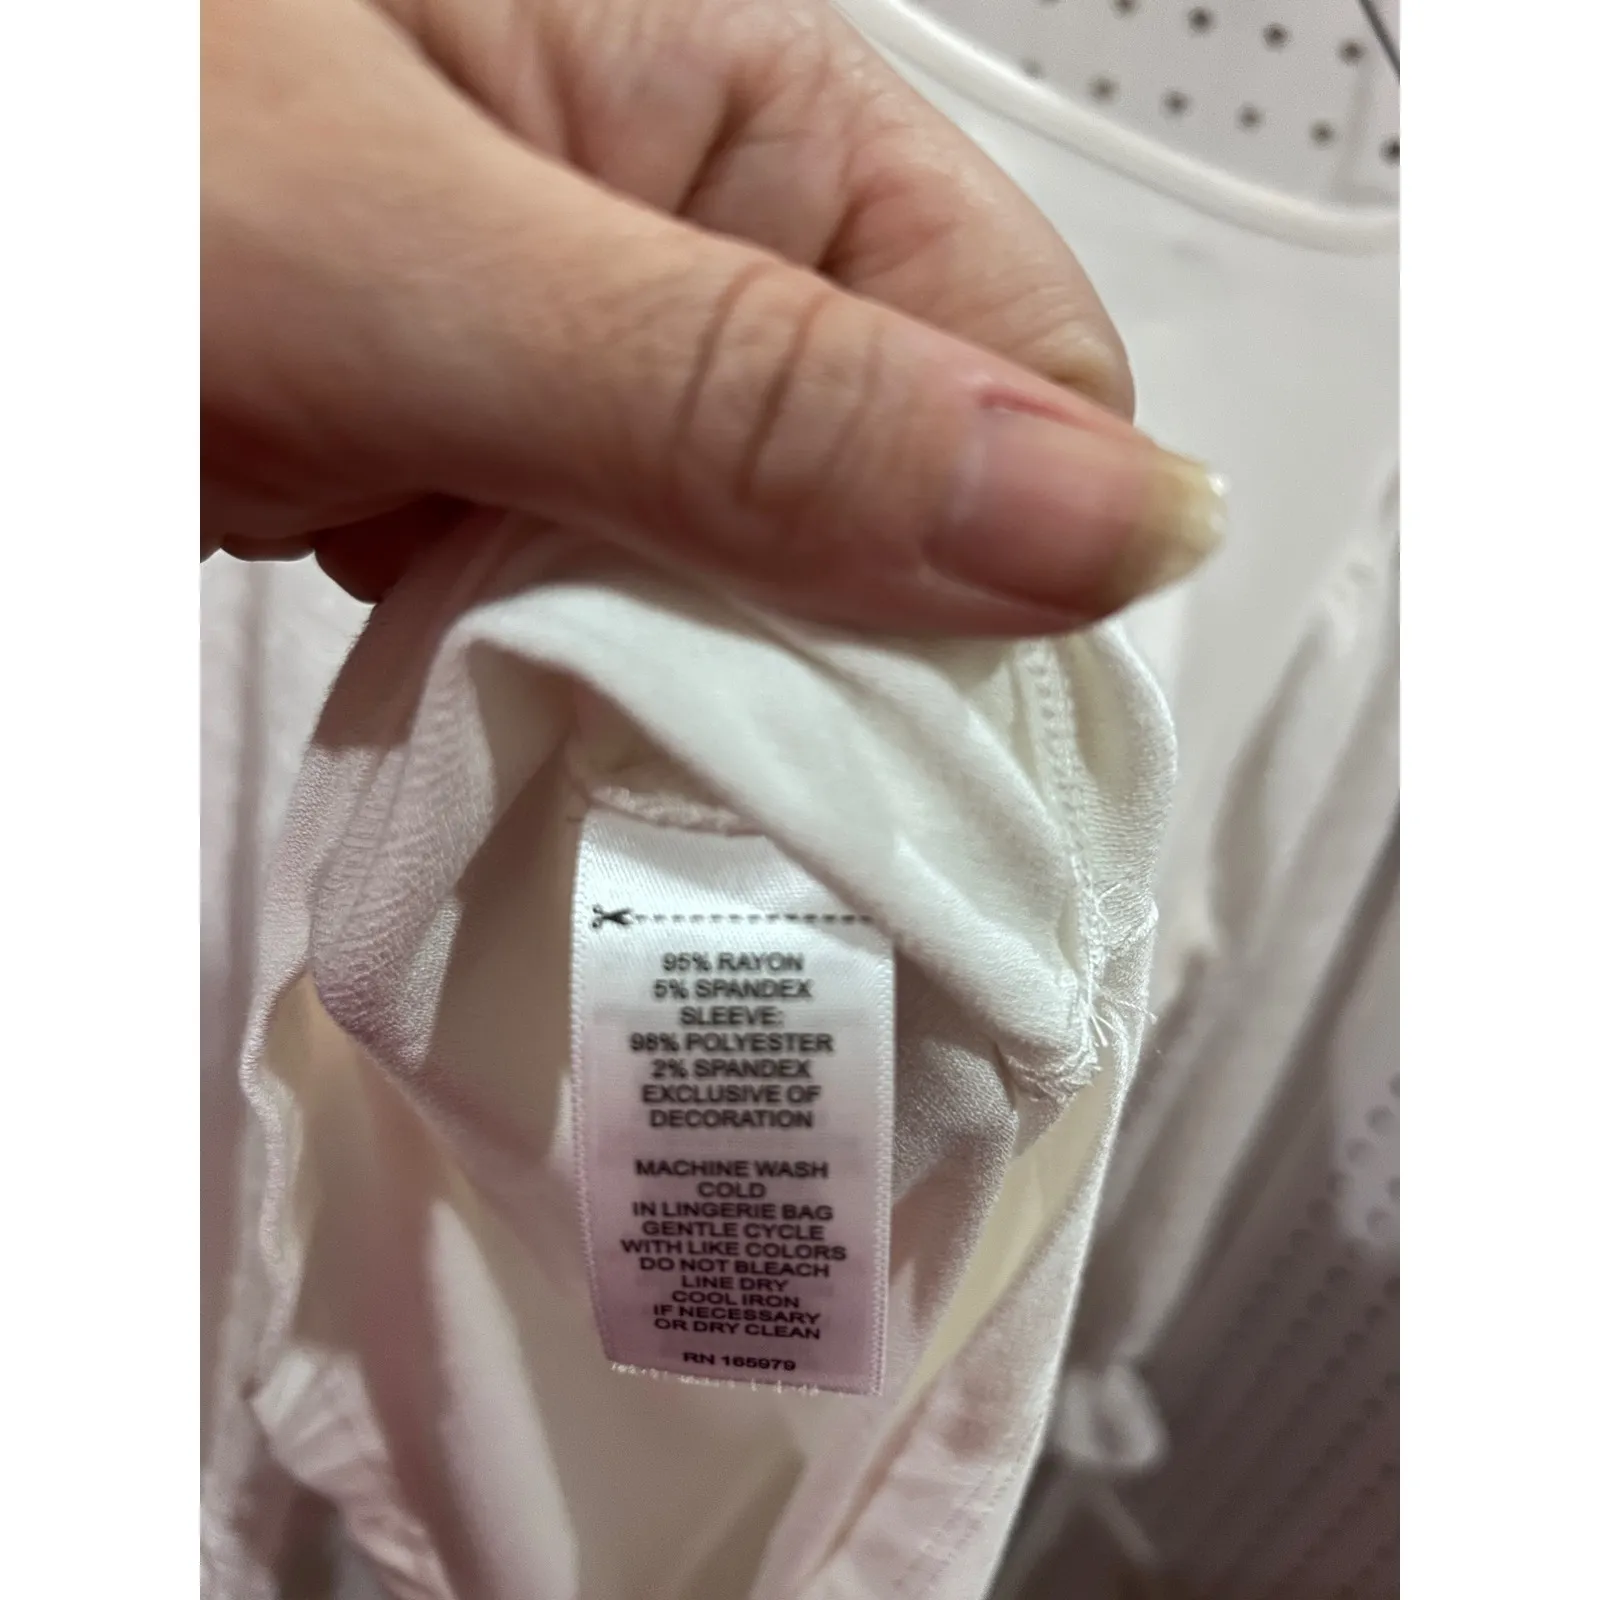 95% RAYON
5% SPANDEX
SLEEVE:
98% POLYESTER
2% SPANDEX
EXCLUSIVE OF
DECORATION
MACHINE WASH
COLD
IN LINGERIE BAG
GENTLE CYCLE
WITH LIKE COLORS
DO NOT BLEACH
LINE DRY
COOL IRON
IF NECESSARY
OR DRY CLEAN
RN 165979